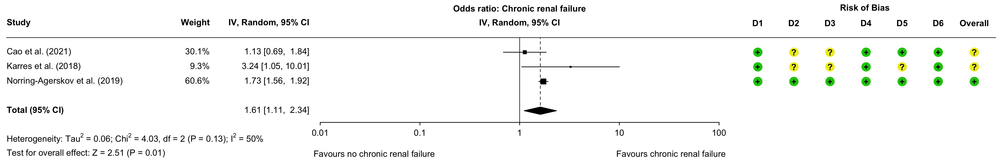 Odds ratio: Chronic renal failure Risk of Bias
Study Weight IV, Random, 95% CI IV, Random, 95% CI D1 D2 D3 D4 D5 D6 Overall
Cao et al. (2021) 30.1% 1.13 [0.69, 1.84] + ? ? + + + ?
Karres et al. (2018) 9.3% 3.24 [1.05, 10.01] + ? ? + ? + ?
Norring-Agerskov et al. (2019) 60.6% 1.73 [1.56, 1.92] + + + + + + +
Total (95% CI) 1.61 [1.11, 2.34]
0.01 0.1 1 10 100
Heterogeneity: Tau² = 0.06; Chi² = 4.03, df = 2 (P = 0.13); I² = 50%
Test for overall effect: Z = 2.51 (P = 0.01)
Favours no chronic renal failure Favours chronic renal failure